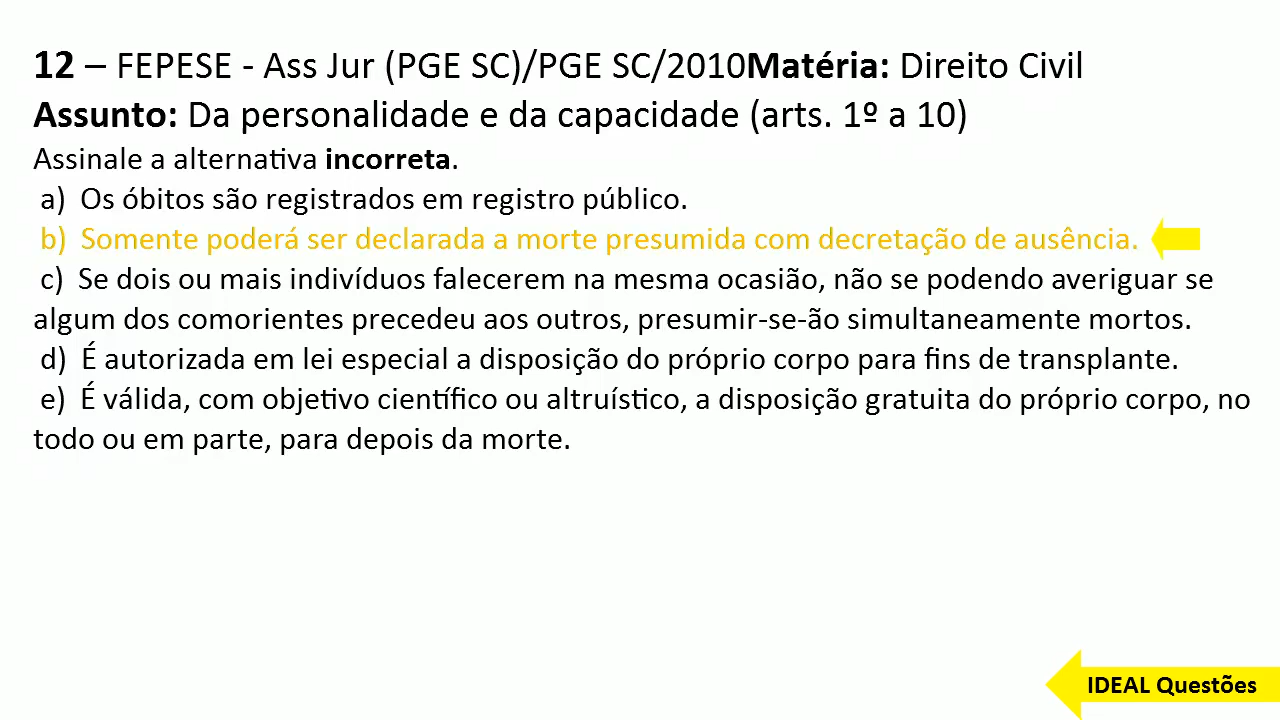 12 – FEPESE - Ass Jur (PGE SC)/PGE SC/2010Matéria: Direito Civil
Assunto: Da personalidade e da capacidade (arts. 1º a 10)
Assinale a alternativa incorreta.
a) Os óbitos são registrados em registro público.
b) Somente poderá ser declarada a morte presumida com decretação de ausência.
c) Se dois ou mais indivíduos falecerem na mesma ocasião, não se podendo averiguar se
algum dos comorientes precedeu aos outros, presumir-se-ão simultaneamente mortos.
d) É autorizada em lei especial a disposição do próprio corpo para fins de transplante.
e) É válida, com objetivo científico ou altruístico, a disposição gratuita do próprio corpo, no
todo ou em parte, para depois da morte.
IDEAL Questões